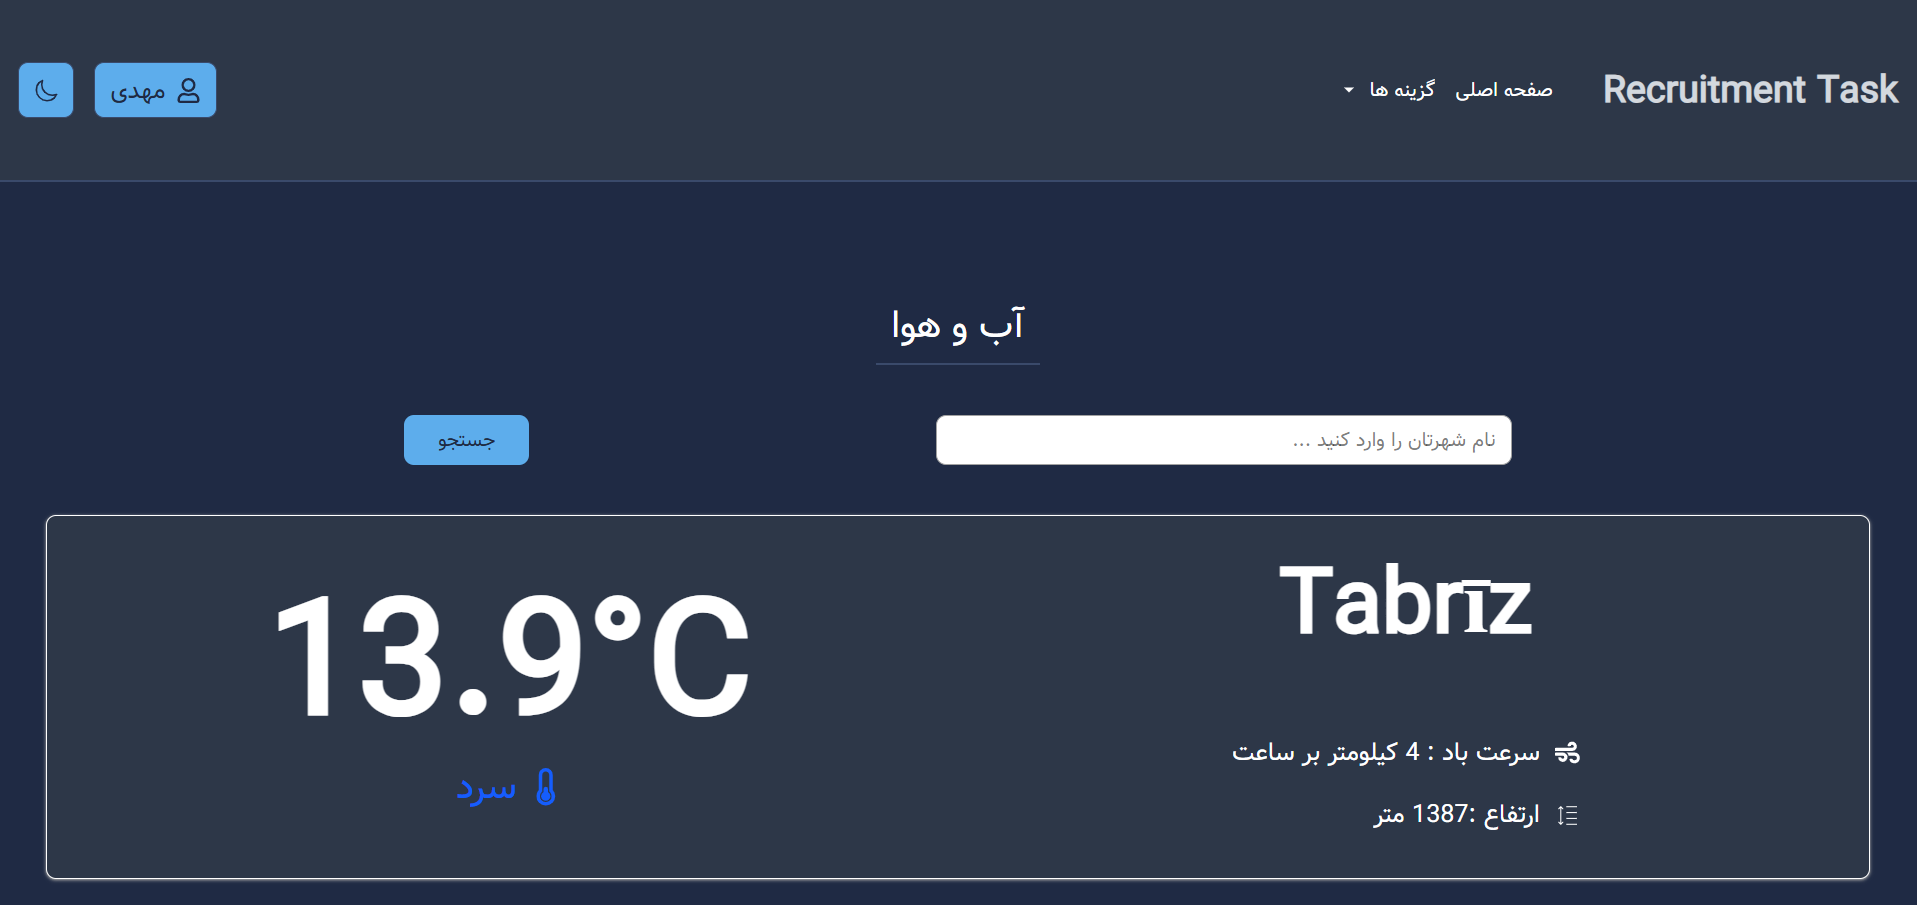 Recruitment Task
صفحه اصلی
گزینه ها
مهدی
آب و هوا
نام شهرتان را وارد کنید ...
جستجو
Tabrīz
سرعت باد : 4 کیلومتر بر ساعت
ارتفاع :1387 متر
13.9°C
سرد